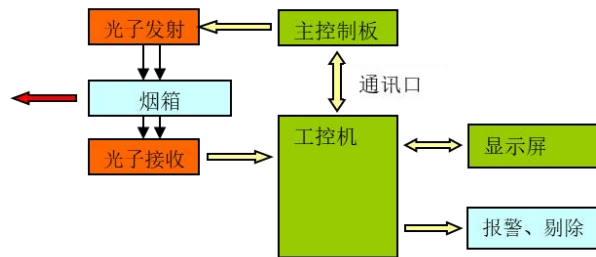 光子发射
主控制板
通讯口
烟箱
光子接收
工控机
显示屏
报警、剔除